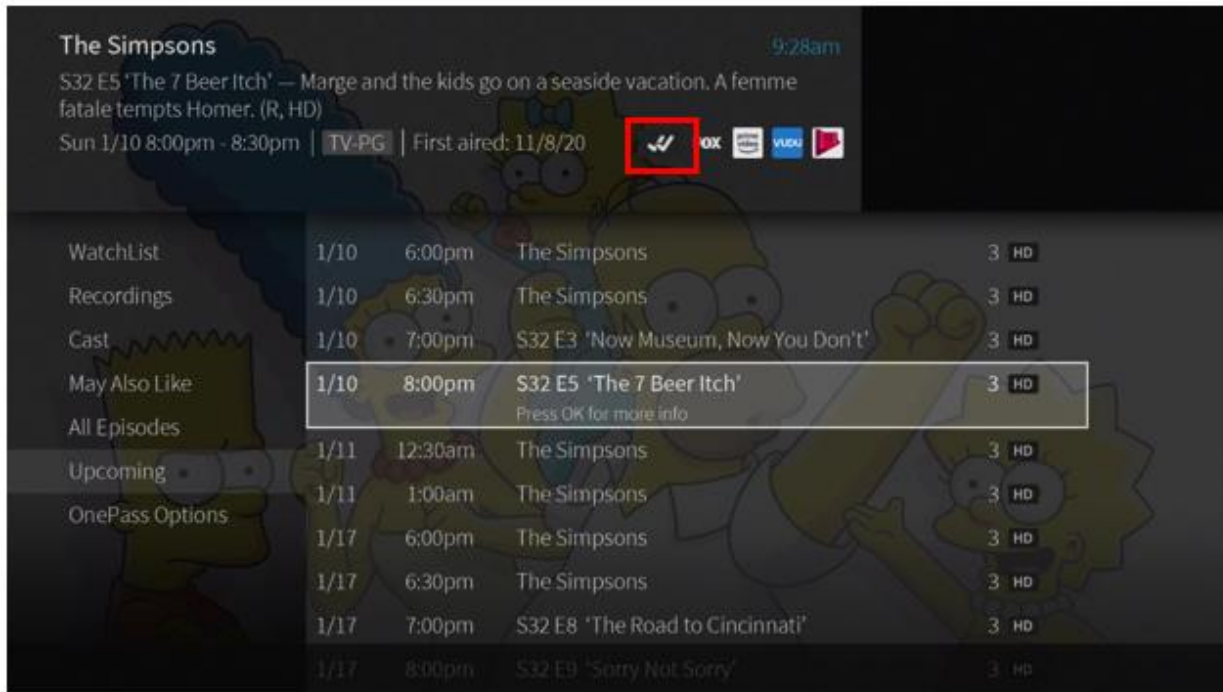 The Simpsons
9:28am
S32 E5 'The 7 Beer Itch' — Marge and the kids go on a seaside vacation. A femme
fatale tempts Homer. (R, HD)
Sun 1/10 8:00pm - 8:30pm | TV-PG | First aired: 11/8/20 prime video VUDU
WatchList
Recordings
Cast
May Also Like
All Episodes
Upcoming
OnePass Options
1/10 6:00pm The Simpsons 3 HD
1/10 6:30pm The Simpsons 3 HD
1/10 7:00pm S32 E3 'Now Museum, Now You Don't' 3 HD
1/10 8:00pm S32 E5 'The 7 Beer Itch' 3 HD
Press OK for more info
1/11 12:30am The Simpsons 3 HD
1/11 1:00am The Simpsons 3 HD
1/17 6:00pm The Simpsons 3 HD
1/17 6:30pm The Simpsons 3 HD
1/17 7:00pm S32 E8 'The Road to Cincinnati' 3 HD
1/17 8:00pm S32 E9 'Sorry Not Sorry' 3 HD